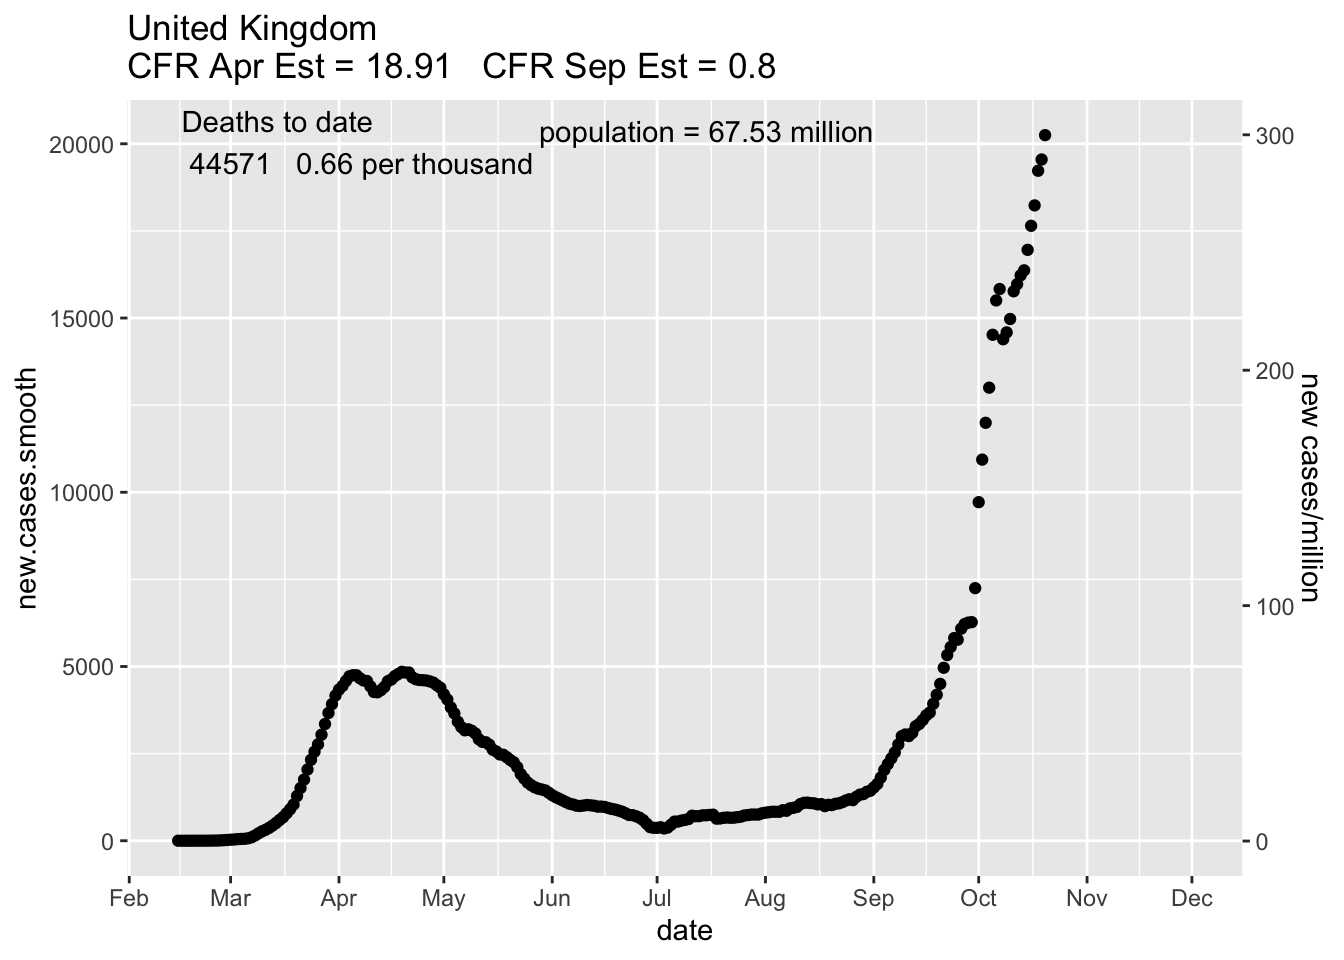 United Kingdom
CFR Apr Est = 18.91   CFR Sep Est = 0.8
Deaths to date
44571   0.66 per thousand
population = 67.53 million
new.cases.smooth
20000
15000
10000
5000
0
300
200
100
0
new cases/million
Feb Mar Apr May Jun Jul Aug Sep Oct Nov Dec
date